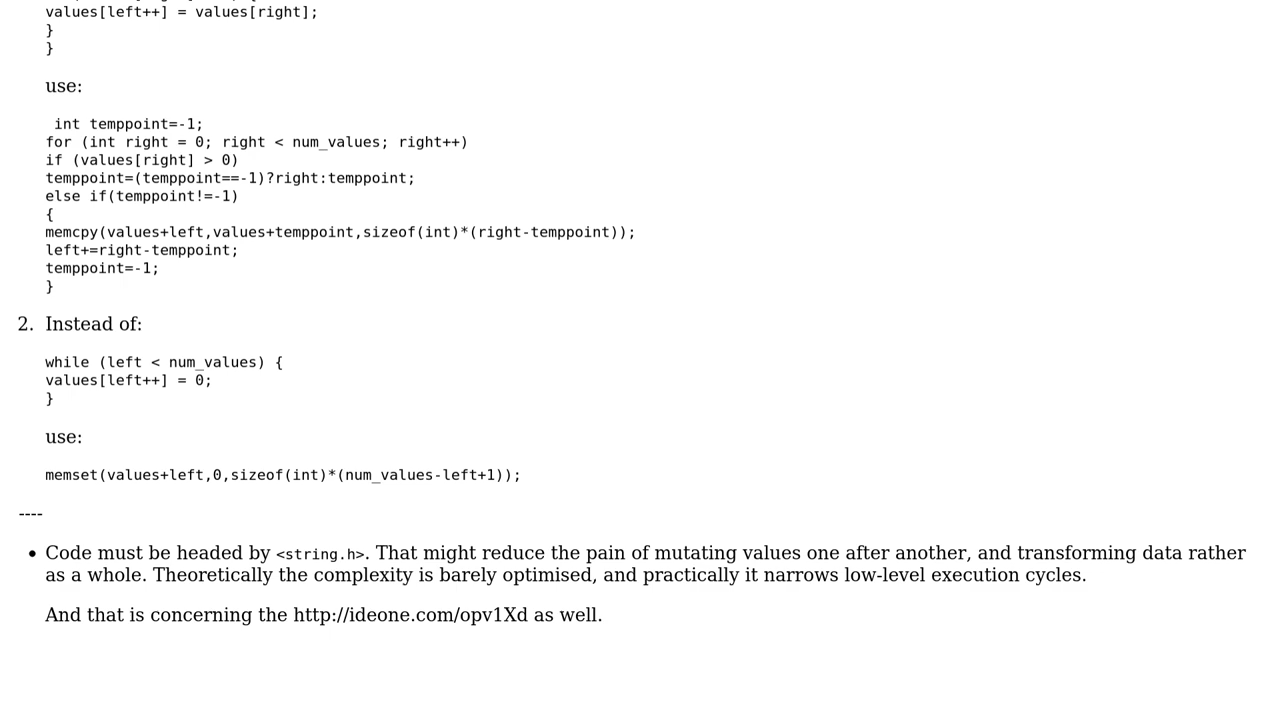 values[left++] = values[right];
}
}
use:
int temppoint=-1;
for (int right = 0; right < num_values; right++)
if (values[right] > 0)
temppoint=(temppoint==-1)?right:temppoint;
else if(temppoint!=-1)
{
memcpy(values+left,values+temppoint,sizeof(int)*(right-temppoint));
left+=right-temppoint;
temppoint=-1;
}
2. Instead of:
while (left < num_values) {
values[left++] = 0;
}
use:
memset(values+left,0,sizeof(int)*(num_values-left+1));
----
• Code must be headed by <string.h>. That might reduce the pain of mutating values one after another, and transforming data rather
as a whole. Theoretically the complexity is barely optimised, and practically it narrows low-level execution cycles.
And that is concerning the http://ideone.com/opv1Xd as well.